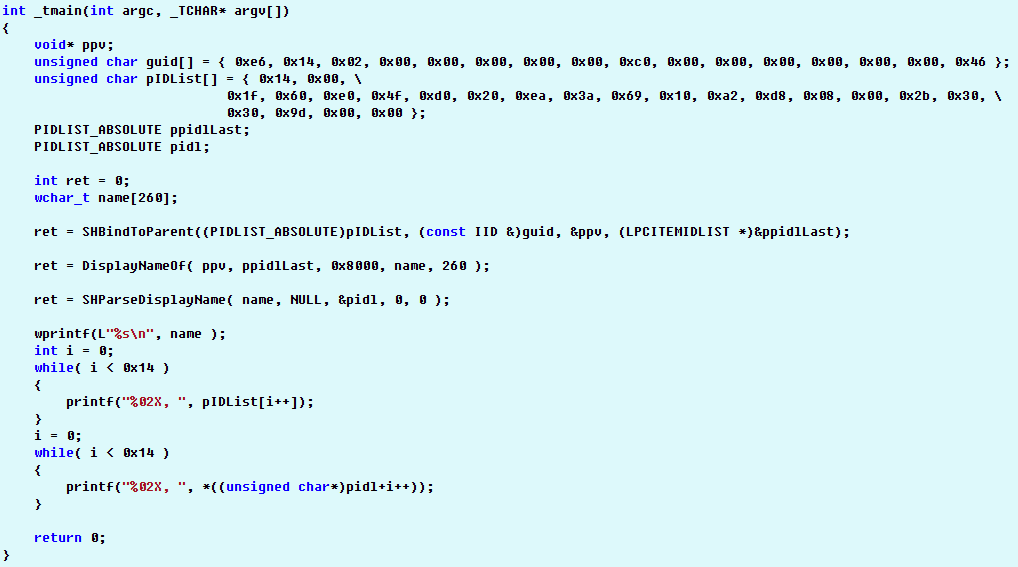 int _tmain(int argc, _TCHAR* argv[])
{
    void* ppv;
    unsigned char guid[] = { 0xe6, 0x14, 0x02, 0x00, 0x00, 0x00, 0x00, 0x00, 0xc0, 0x00, 0x00, 0x00, 0x00, 0x00, 0x00, 0x46 };
    unsigned char pIDList[] = { 0x14, 0x00, \
                            0x1f, 0x60, 0xe0, 0x4f, 0xd0, 0x20, 0xea, 0x3a, 0x69, 0x10, 0xa2, 0xd8, 0x08, 0x00, 0x2b, 0x30, \
                            0x30, 0x9d, 0x00, 0x00 };
    PIDLIST_ABSOLUTE ppidlLast;
    PIDLIST_ABSOLUTE pidl;

    int ret = 0;
    wchar_t name[260];

    ret = SHBindToParent((PIDLIST_ABSOLUTE)pIDList, (const IID &)guid, &ppv, (LPCITEMIDLIST *)&ppidlLast);

    ret = DisplayNameOf( ppv, ppidlLast, 0x8000, name, 260 );

    ret = SHParseDisplayName( name, NULL, &pidl, 0, 0 );

    wprintf(L"%s\n", name );
    int i = 0;
    while( i < 0x14 )
    {
        printf("%02X, ", pIDList[i++]);
    }
    i = 0;
    while( i < 0x14 )
    {
        printf("%02X, ", *((unsigned char*)pidl+i++));
    }

    return 0;
}